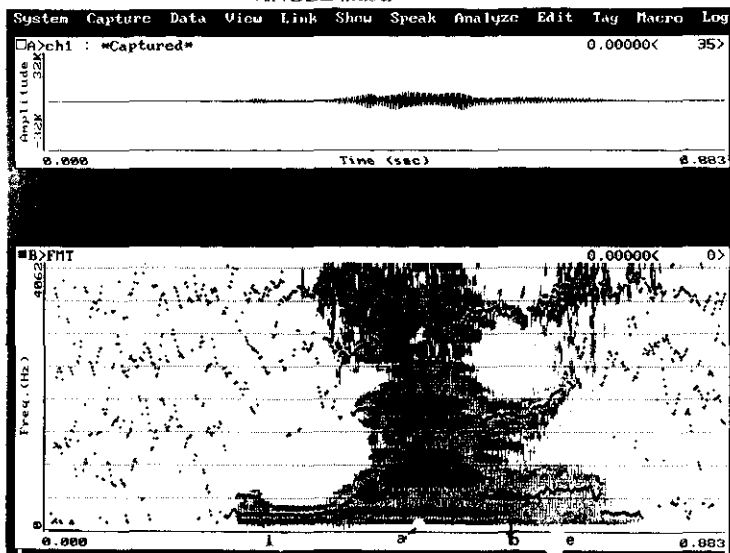 System Capture Data View Link Show Speak Analyze Edit Tag Macro Log
A>ch1 : *Captured* 0.00000< 35>
Amplitude
32K
-32K
0.000 Time (sec) 0.883
B>FMT 0.00000< 0>
Freq (Hz)
4062
0
0.000 a b e 0.883